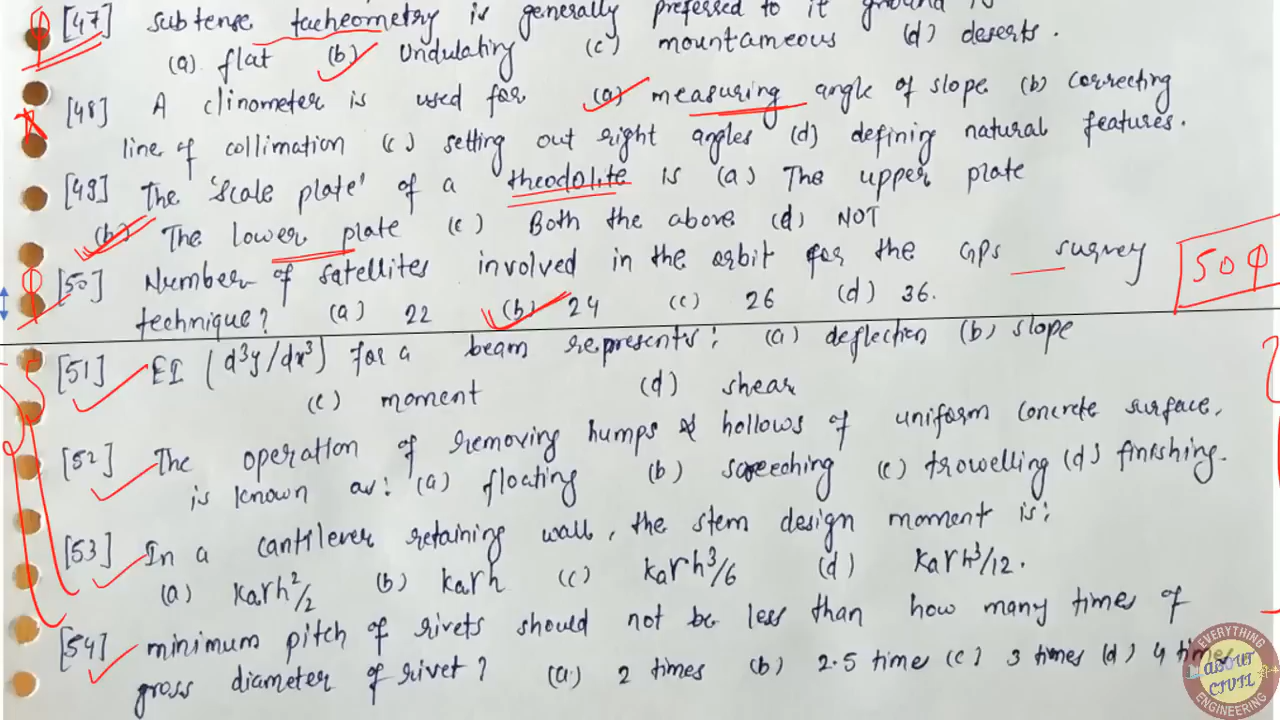 [47] subtense tacheometry is generally preferred to it ground is
(a) flat (b) Undulating (c) mountaneous (d) deserts.
[48] A clinometer is used for (a) measuring angle of slope (b) correcting
line of collimation (c) setting out right angles (d) defining natural features.
[49] The 'scale plate' of a theodolite is (a) The upper plate
(b) The lower plate (c) Both the above (d) NOT
[50] Number of satellites involved in the orbit for the GPS survey
technique? (a) 22 (b) 24 (c) 26 (d) 36.
50
[51] EI (d³y/dx³) for a beam represents: (a) deflection (b) slope
(c) moment (d) shear
[52] The operation of removing humps & hollows of uniform concrete surface,
is known as: (a) floating (b) screeching (c) trowelling (d) finishing.
[53] In a cantilever retaining wall, the stem design moment is:
(a) karh²/2 (b) karh (c) karh³/6 (d) karh³/12.
[54] minimum pitch of rivets should not be less than how many times of
gross diameter of rivet? (a) 2 times (b) 2.5 time (c) 3 times (d) 4 times
EVERYTHING
ABOUT
CIVIL
ENGINEERING